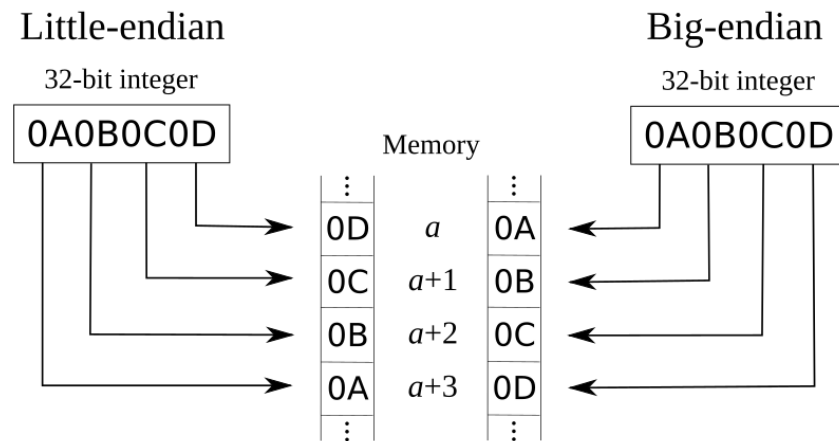 Little-endian
Big-endian
32-bit integer
32-bit integer
0A0B0C0D
0A0B0C0D
Memory
⋮ ⋮
0D a 0A
0C a+1 0B
0B a+2 0C
0A a+3 0D
⋮ ⋮